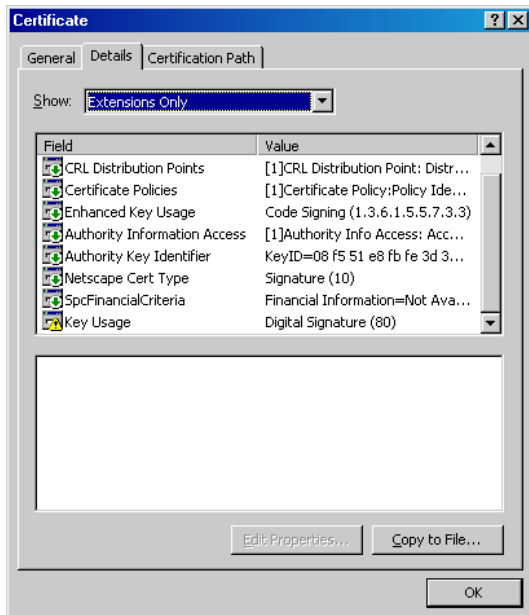 Certificate
General Details Certification Path
Show: Extensions Only
Field Value
CRL Distribution Points [1]CRL Distribution Point: Distr...
Certificate Policies [1]Certificate Policy:Policy Ide...
Enhanced Key Usage Code Signing (1.3.6.1.5.5.7.3.3)
Authority Information Access [1]Authority Info Access: Acc...
Authority Key Identifier KeyID=08 f5 51 e8 fb fe 3d 3...
Netscape Cert Type Signature (10)
SpcFinancialCriteria Financial Information=Not Ava...
Key Usage Digital Signature (80)
Edit Properties... Copy to File...
OK